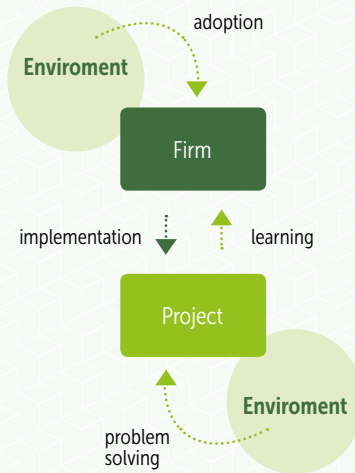 adoption
Enviroment
Firm
implementation
learning
Project
Enviroment
problem
solving